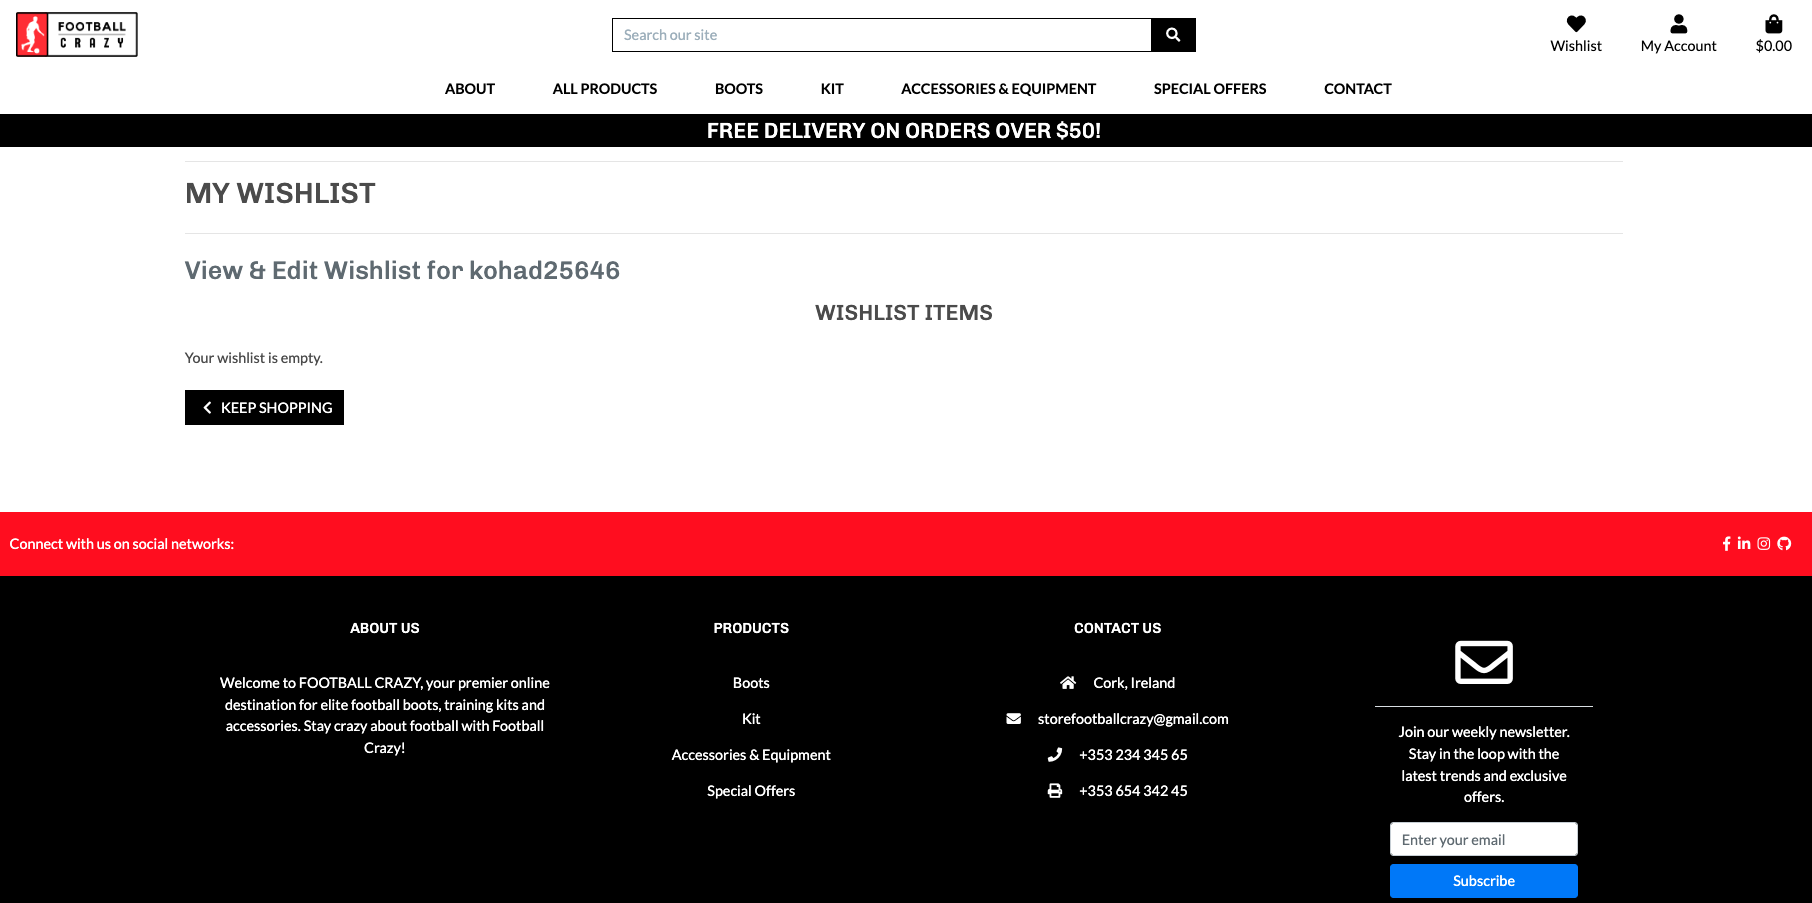 FOOTBALL
CRAZY
Search our site
Wishlist
My Account
$0.00
ABOUT
ALL PRODUCTS
BOOTS
KIT
ACCESSORIES & EQUIPMENT
SPECIAL OFFERS
CONTACT
FREE DELIVERY ON ORDERS OVER $50!
MY WISHLIST
View & Edit Wishlist for kohad25646
WISHLIST ITEMS
Your wishlist is empty.
KEEP SHOPPING
Connect with us on social networks:
ABOUT US
Welcome to FOOTBALL CRAZY, your premier online
destination for elite football boots, training kits and
accessories. Stay crazy about football with Football
Crazy!
PRODUCTS
Boots
Kit
Accessories & Equipment
Special Offers
CONTACT US
Cork, Ireland
storefootballcrazy@gmail.com
+353 234 345 65
+353 654 342 45
Join our weekly newsletter.
Stay in the loop with the
latest trends and exclusive
offers.
Enter your email
Subscribe